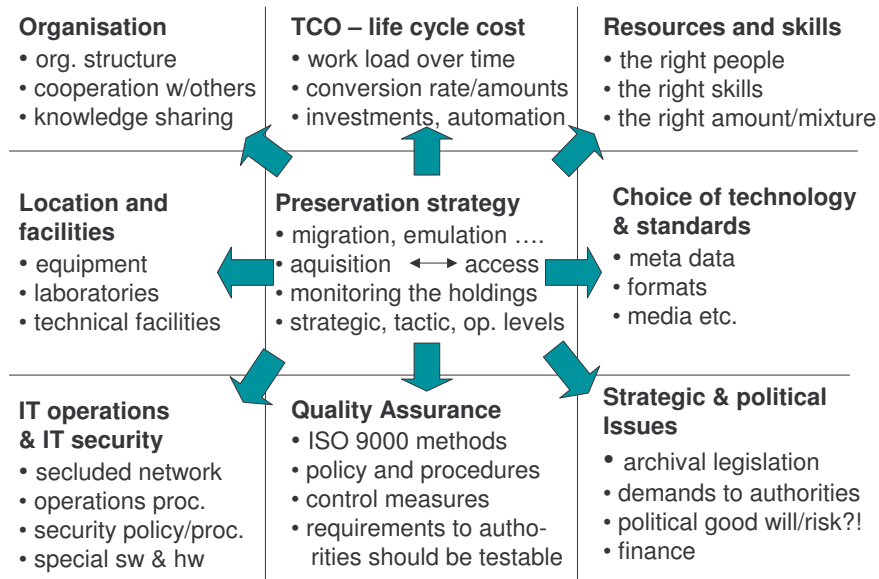 Organisation
• org. structure
• cooperation w/others
• knowledge sharing
TCO – life cycle cost
• work load over time
• conversion rate/amounts
• investments, automation
Resources and skills
• the right people
• the right skills
• the right amount/mixture
Location and
facilities
• equipment
• laboratories
• technical facilities
Preservation strategy
• migration, emulation ….
• aquisition ↔ access
• monitoring the holdings
• strategic, tactic, op. levels
Choice of technology
& standards
• meta data
• formats
• media etc.
IT operations
& IT security
• secluded network
• operations proc.
• security policy/proc.
• special sw & hw
Quality Assurance
• ISO 9000 methods
• policy and procedures
• control measures
• requirements to autho-
rities should be testable
Strategic & political
Issues
• archival legislation
• demands to authorities
• political good will/risk?!
• finance